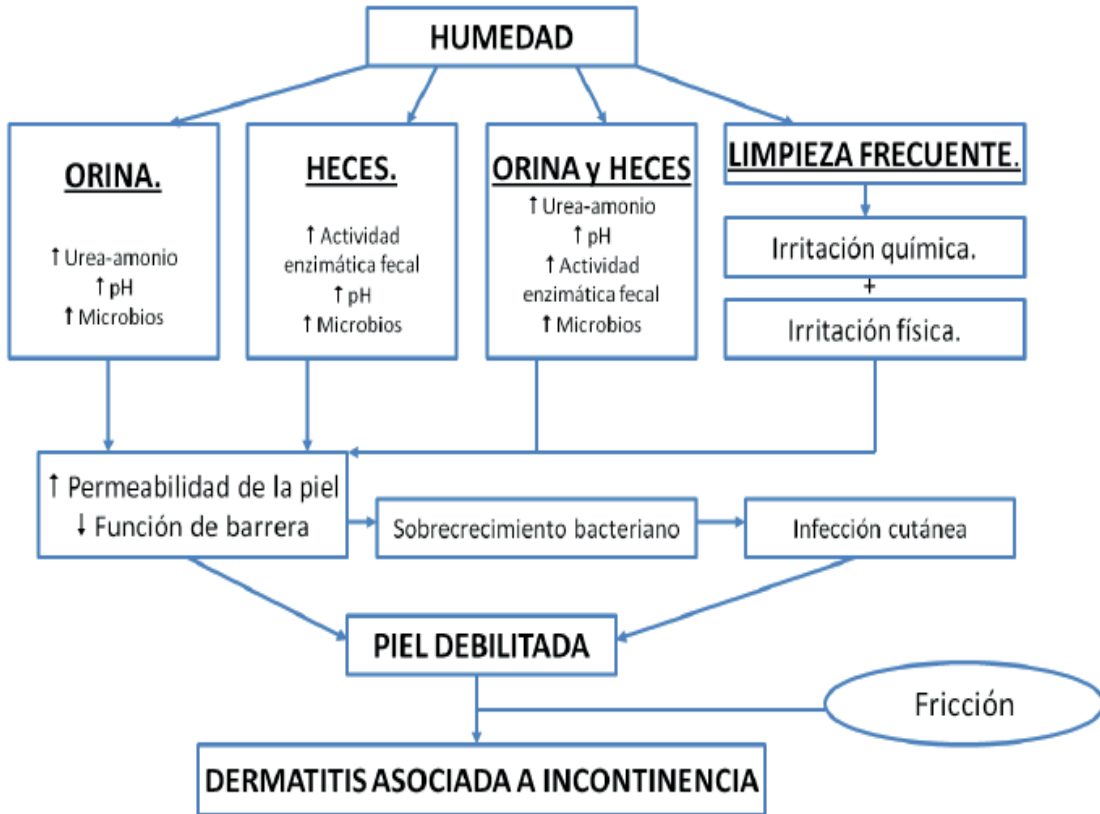 HUMEDAD
ORINA.
↑ Urea-amonio
↑ pH
↑ Microbios
HECES.
↑ Actividad
enzimática fecal
↑ pH
↑ Microbios
ORINA y HECES
↑ Urea-amonio
↑ pH
↑ Actividad
enzimática fecal
↑ Microbios
LIMPIEZA FRECUENTE.
Irritación química.
+
Irritación física.
↑ Permeabilidad de la piel
↓ Función de barrera
Sobrecrecimiento bacteriano
Infección cutánea
PIEL DEBILITADA
Fricción
DERMATITIS ASOCIADA A INCONTINENCIA